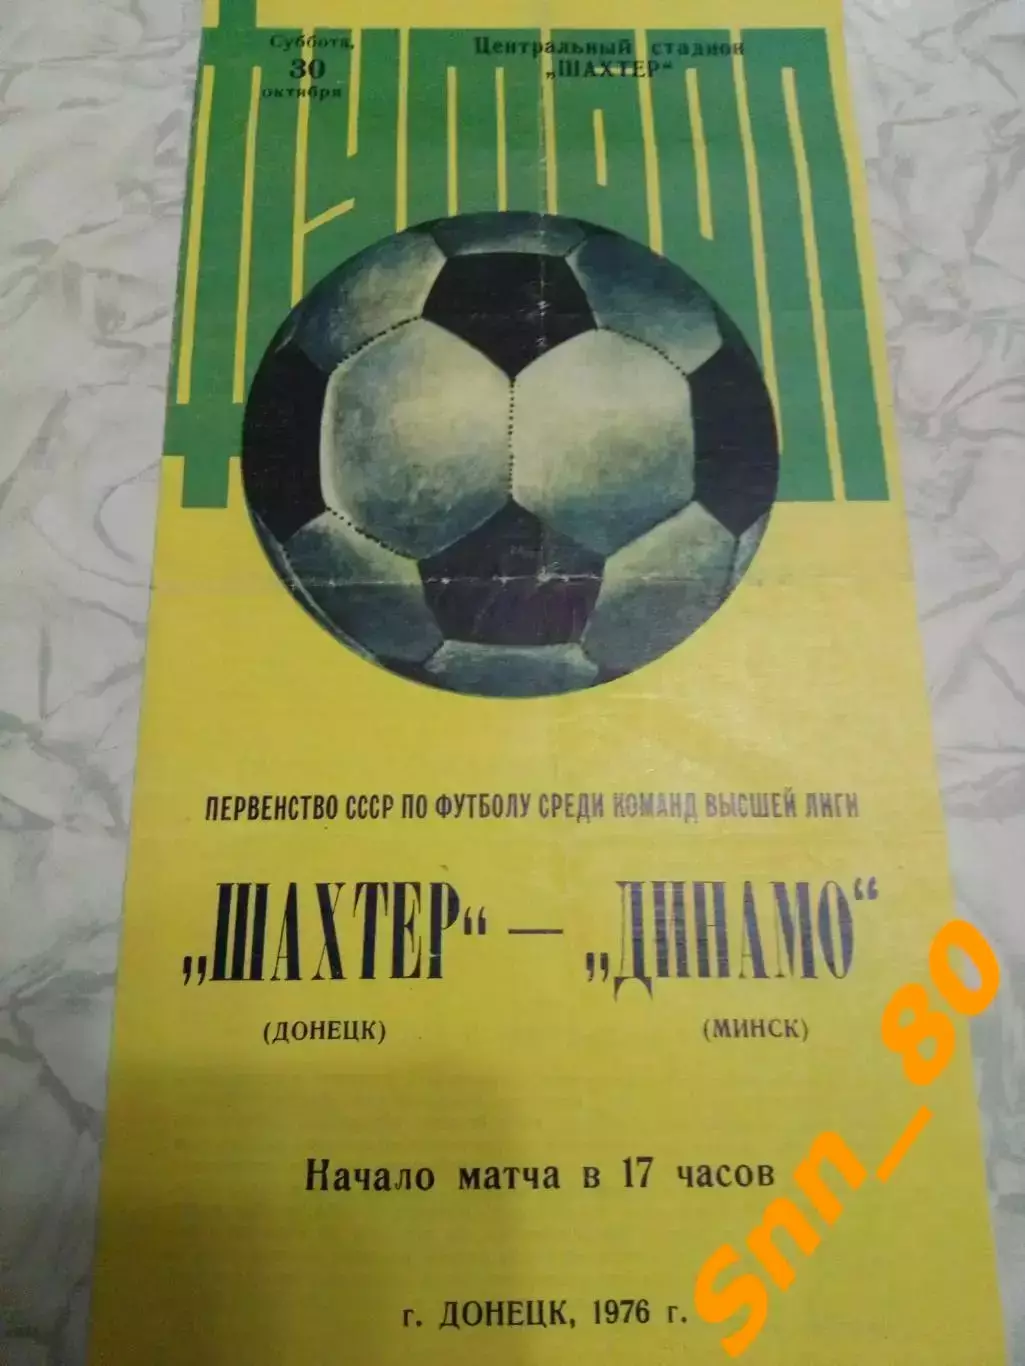 ФУТБОЛ
Суббота,
30
октября
Центральный стадион
„ШАХТЕР"
ПЕРВЕНСТВО СССР ПО ФУТБОЛУ СРЕДИ КОМАНД ВЫСШЕЙ ЛИГИ
„ШАХТЕР“ — „ДИНАМО“
(ДОНЕЦК) (МИНСК)
Начало матча в 17 часов
г. ДОНЕЦК, 1976 г.
Snn_80